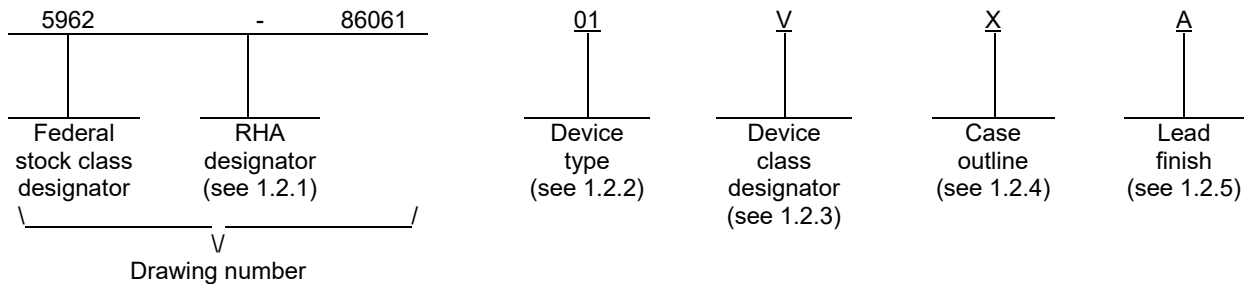 5962 - 86061 01 V X A
Federal stock class designator
RHA designator (see 1.2.1)
Device type (see 1.2.2)
Device class designator (see 1.2.3)
Case outline (see 1.2.4)
Lead finish (see 1.2.5)
\ /
\/
Drawing number